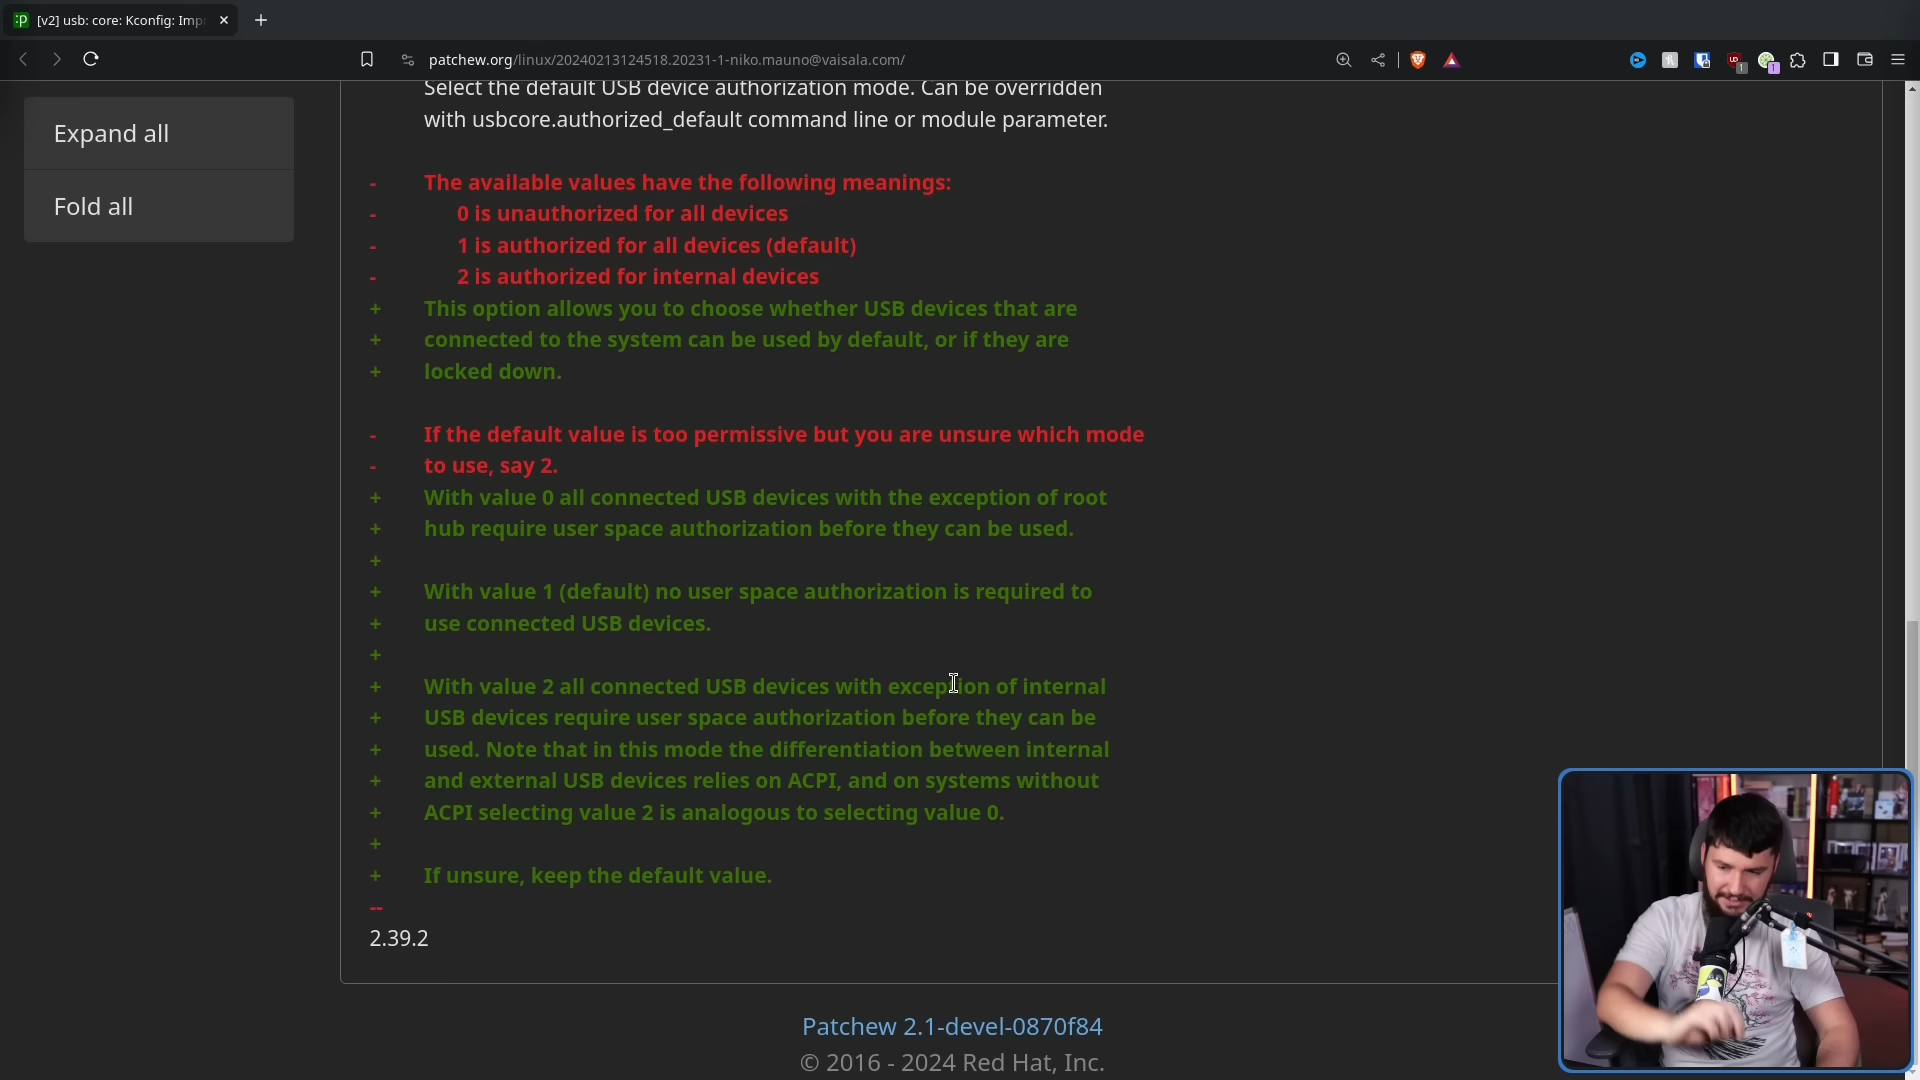 [v2] usb: core: Kconfig: Imp
patchew.org/linux/20240213124518.20231-1-niko.mauno@vaisala.com/
Expand all
Fold all
Select the default USB device authorization mode. Can be overridden
with usbcore.authorized_default command line or module parameter.
- The available values have the following meanings:
- 0 is unauthorized for all devices
- 1 is authorized for all devices (default)
- 2 is authorized for internal devices
+ This option allows you to choose whether USB devices that are
+ connected to the system can be used by default, or if they are
+ locked down.
- If the default value is too permissive but you are unsure which mode
- to use, say 2.
+ With value 0 all connected USB devices with the exception of root
+ hub require user space authorization before they can be used.
+
+ With value 1 (default) no user space authorization is required to
+ use connected USB devices.
+
+ With value 2 all connected USB devices with exception of internal
+ USB devices require user space authorization before they can be
+ used. Note that in this mode the differentiation between internal
+ and external USB devices relies on ACPI, and on systems without
+ ACPI selecting value 2 is analogous to selecting value 0.
+
+ If unsure, keep the default value.
--
2.39.2
Patchew 2.1-devel-0870f84
© 2016 - 2024 Red Hat, Inc.